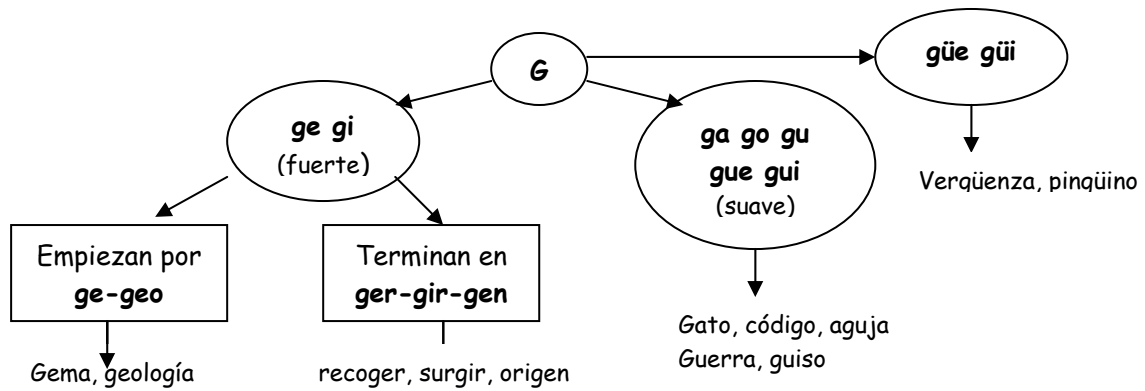 G
güe güi
ge gi
(fuerte)
ga go gu
gue gui
(suave)
Vergüenza, pingüino
Empiezan por
ge-geo
Terminan en
ger-gir-gen
Gato, código, aguja
Guerra, guiso
Gema, geología
recoger, surgir, origen